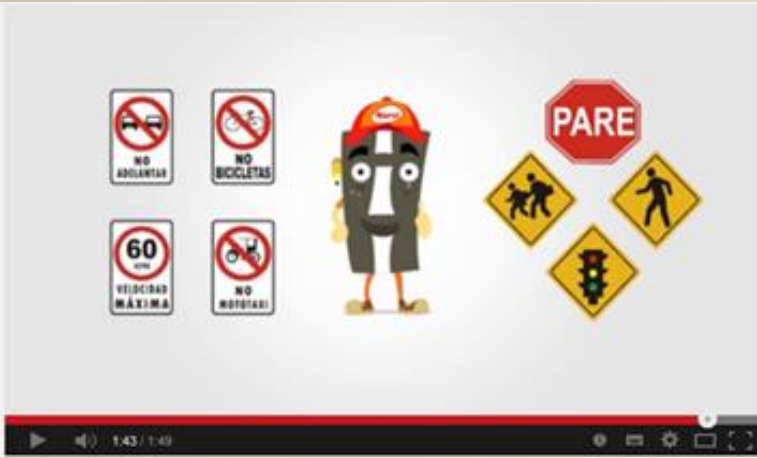 NO
ADELANTAR
NO
BICICLETAS
60
VELOCIDAD
MÁXIMA
NO
MOTOTAXI
PARE
1:43 / 1:49